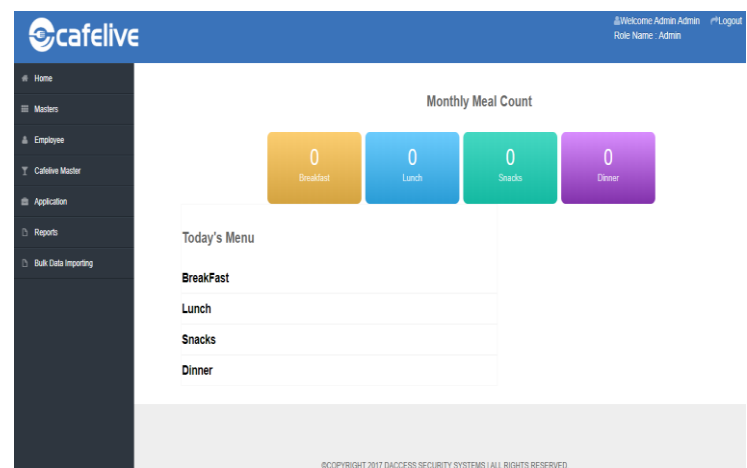 cafelive
Welcome Admin Admin Logout
Role Name : Admin
Home
Masters
Employee
Cafelive Master
Application
Reports
Bulk Data Importing
Monthly Meal Count
0
Breakfast
0
Lunch
0
Snacks
0
Dinner
Today's Menu
BreakFast
Lunch
Snacks
Dinner
©COPYRIGHT 2017 DACCESS SECURITY SYSTEMS | ALL RIGHTS RESERVED